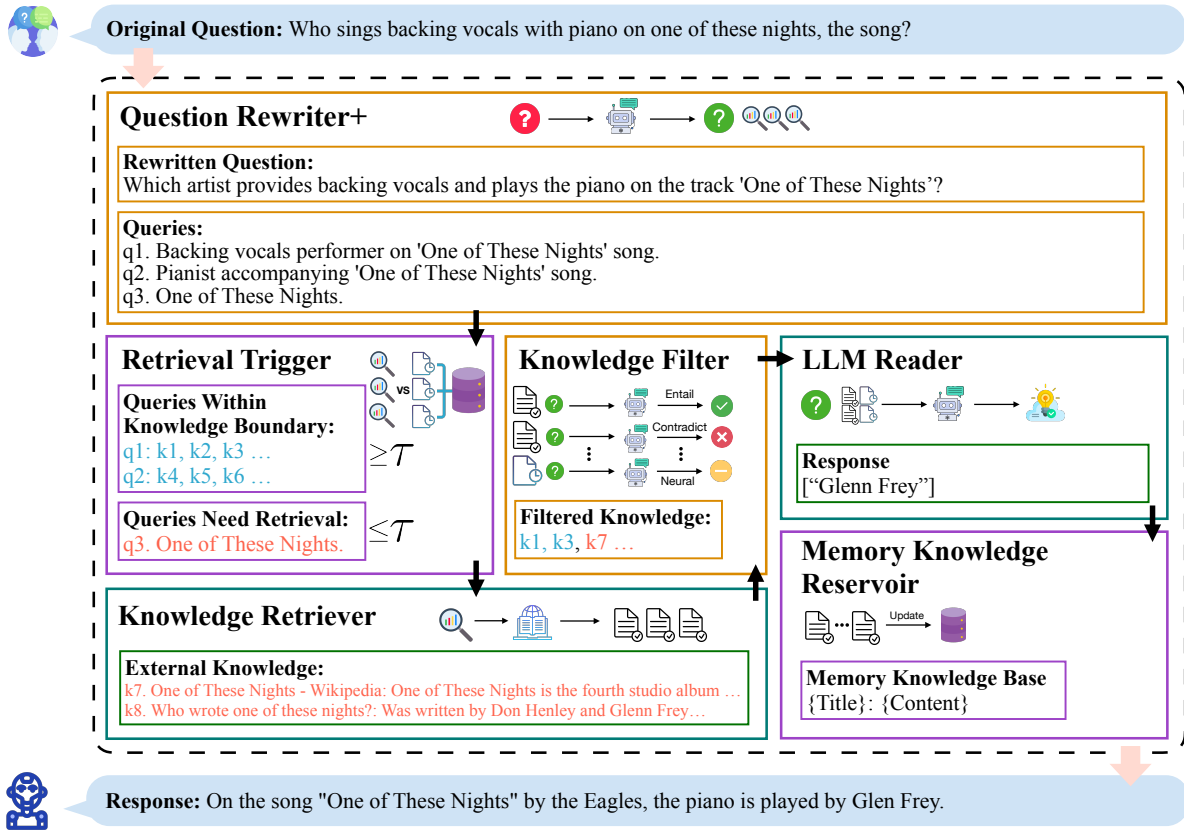 Original Question: Who sings backing vocals with piano on one of these nights, the song?
Question Rewriter+
Rewritten Question:
Which artist provides backing vocals and plays the piano on the track 'One of These Nights’?
Queries:
q1. Backing vocals performer on 'One of These Nights' song.
q2. Pianist accompanying 'One of These Nights' song.
q3. One of These Nights.
Retrieval Trigger
vs
Queries Within
Knowledge Boundary:
q1: k1, k2, k3 …
q2: k4, k5, k6 …
≥τ
Queries Need Retrieval:
q3. One of These Nights.
≤τ
Knowledge Filter
Entail
Contradict
Neural
Filtered Knowledge:
k1, k3, k7 …
LLM Reader
Response
[“Glenn Frey”]
Knowledge Retriever
External Knowledge:
k7. One of These Nights - Wikipedia: One of These Nights is the fourth studio album …
k8. Who wrote one of these nights?: Was written by Don Henley and Glenn Frey…
Memory Knowledge
Reservoir
Update
Memory Knowledge Base
{Title}: {Content}
Response: On the song "One of These Nights" by the Eagles, the piano is played by Glen Frey.